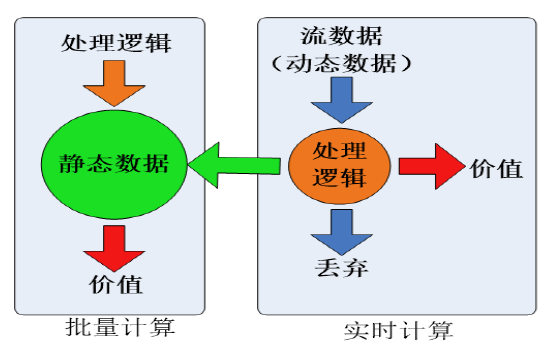 处理逻辑
静态数据
价值
批量计算
流数据
（动态数据）
处理
逻辑
价值
丢弃
实时计算